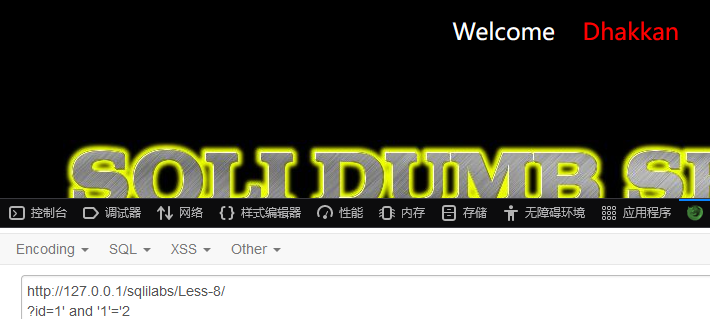 Welcome Dhakkan
SQLI DUMB
控制台 调试器 网络 {} 样式编辑器 性能 内存 存储 无障碍环境 应用程序
Encoding SQL XSS Other
http://127.0.0.1/sqlilabs/Less-8/
?id=1' and '1'='2